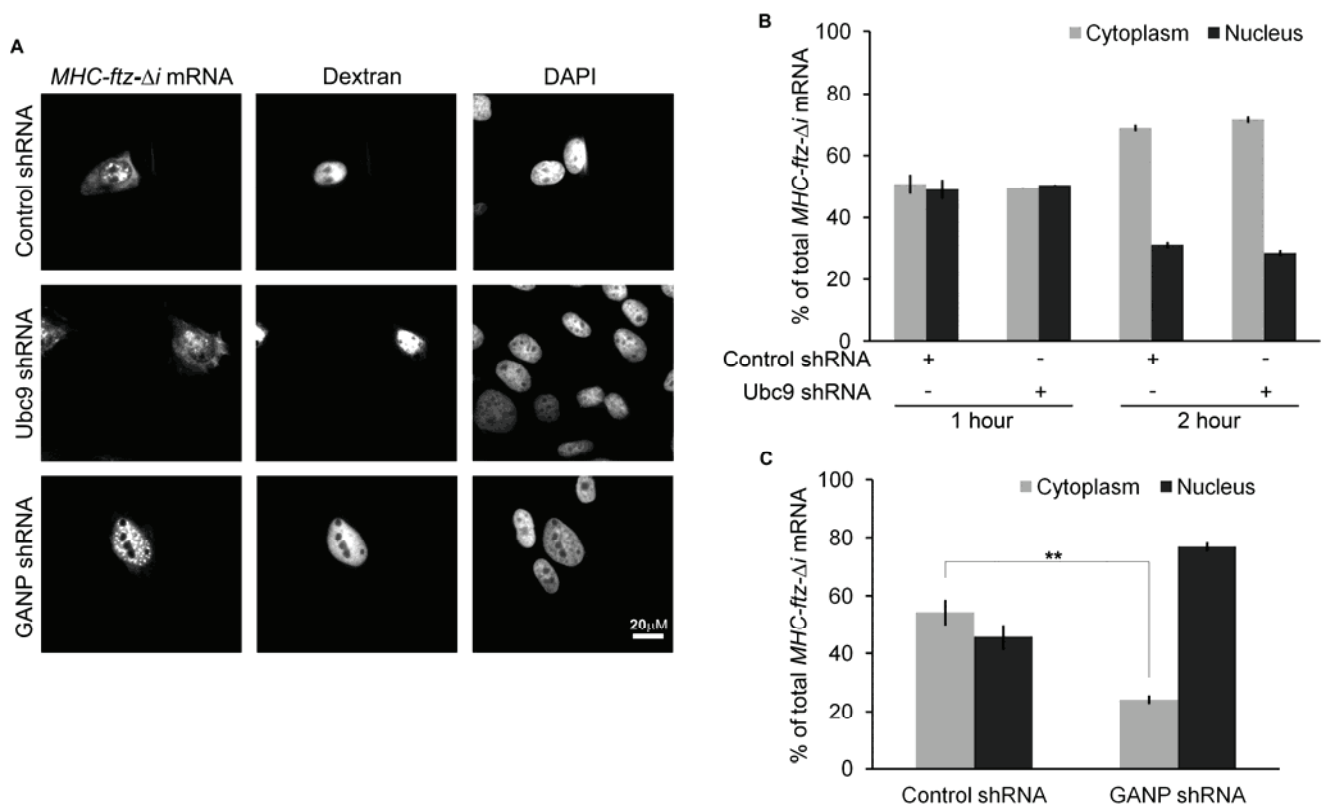 A
MHC-ftz-Δi mRNA
Dextran
DAPI
Control shRNA
Ubc9 shRNA
GANP shRNA
20μM
B
Cytoplasm Nucleus
% of total MHC-ftz-Δi mRNA
100
80
60
40
20
0
Control shRNA + - + -
Ubc9 shRNA - + - +
1 hour 2 hour
C
Cytoplasm Nucleus
% of total MHC-ftz-Δi mRNA
100
80
60
40
20
0
**
Control shRNA GANP shRNA